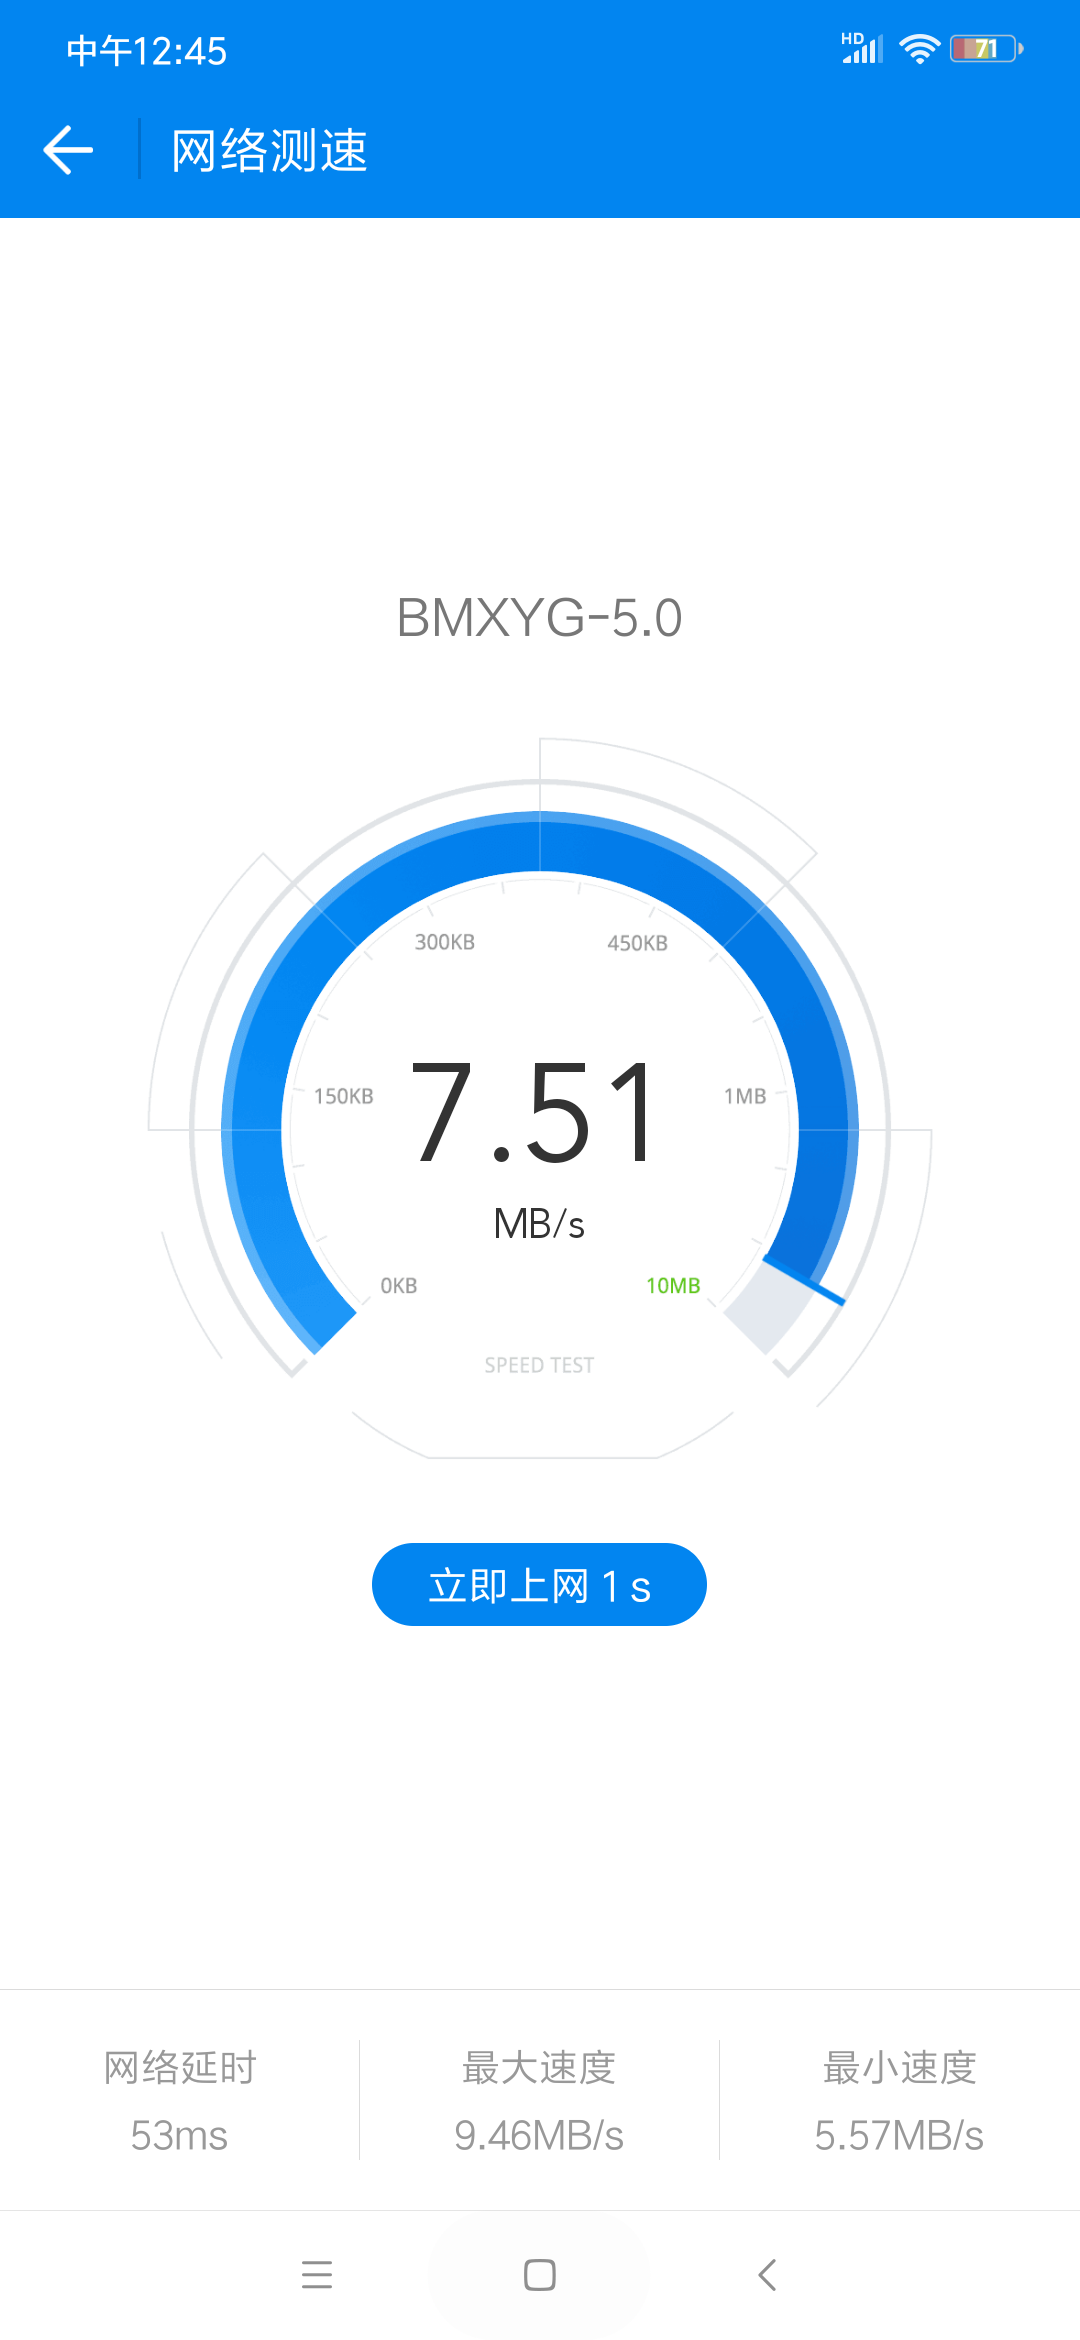 中午12:45
HD
71
网络测速
BMXYG-5.0
300KB
450KB
150KB
1MB
7.51
MB/s
0KB
10MB
SPEED TEST
立即上网 1 s
网络延时
最大速度
最小速度
53ms
9.46MB/s
5.57MB/s